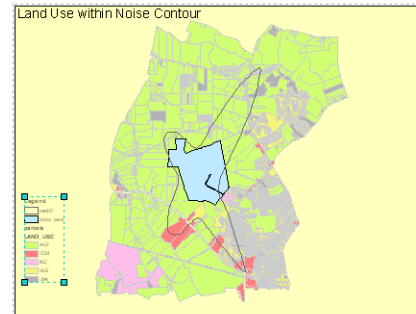 Land Use within Noise Contour
Legend
parcels
LAND_USE
AGR
COM
IND
RES
UNK